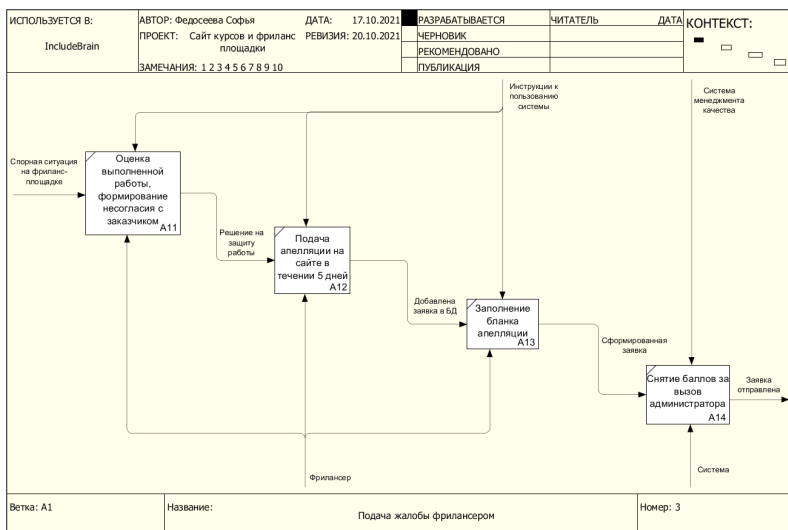 ИСПОЛЬЗУЕТСЯ В:
IncludeBrain
АВТОР: Федосеева Софья
ДАТА: 17.10.2021
ПРОЕКТ: Сайт курсов и фриланс
площадки
РЕВИЗИЯ: 20.10.2021
ЗАМЕЧАНИЯ: 1 2 3 4 5 6 7 8 9 10
РАЗРАБАТЫВАЕТСЯ
ЧЕРНОВИК
РЕКОМЕНДОВАНО
ПУБЛИКАЦИЯ
ЧИТАТЕЛЬ
ДАТА
КОНТЕКСТ:
Инструкции к
пользованию
системы
Система
менеджмента
качества
Спорная ситуация
на фриланс-
площадке
Оценка
выполненной
работы,
формирование
несогласия с
заказчиком
A11
Решение на
защиту
работы
Подача
апелляции на
сайте в
течении 5 дней
A12
Добавлена
заявка в БД
Заполнение
бланка
апелляции
A13
Сформированная
заявка
Снятие баллов за
вызов
администратора
A14
Заявка
отправлена
Фрилансер
Система
Ветка: A1
Название:
Подача жалобы фрилансером
Номер: 3